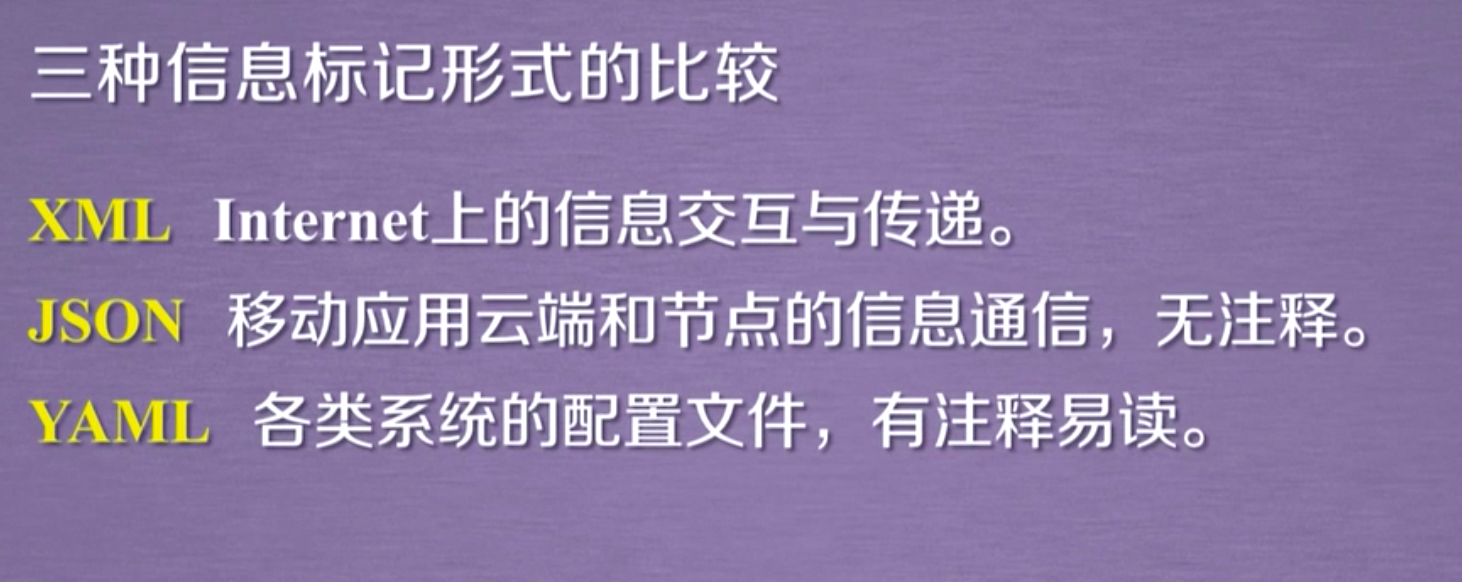 三种信息标记形式的比较
XML Internet上的信息交互与传递。
JSON 移动应用云端和节点的信息通信，无注释。
YAML 各类系统的配置文件，有注释易读。